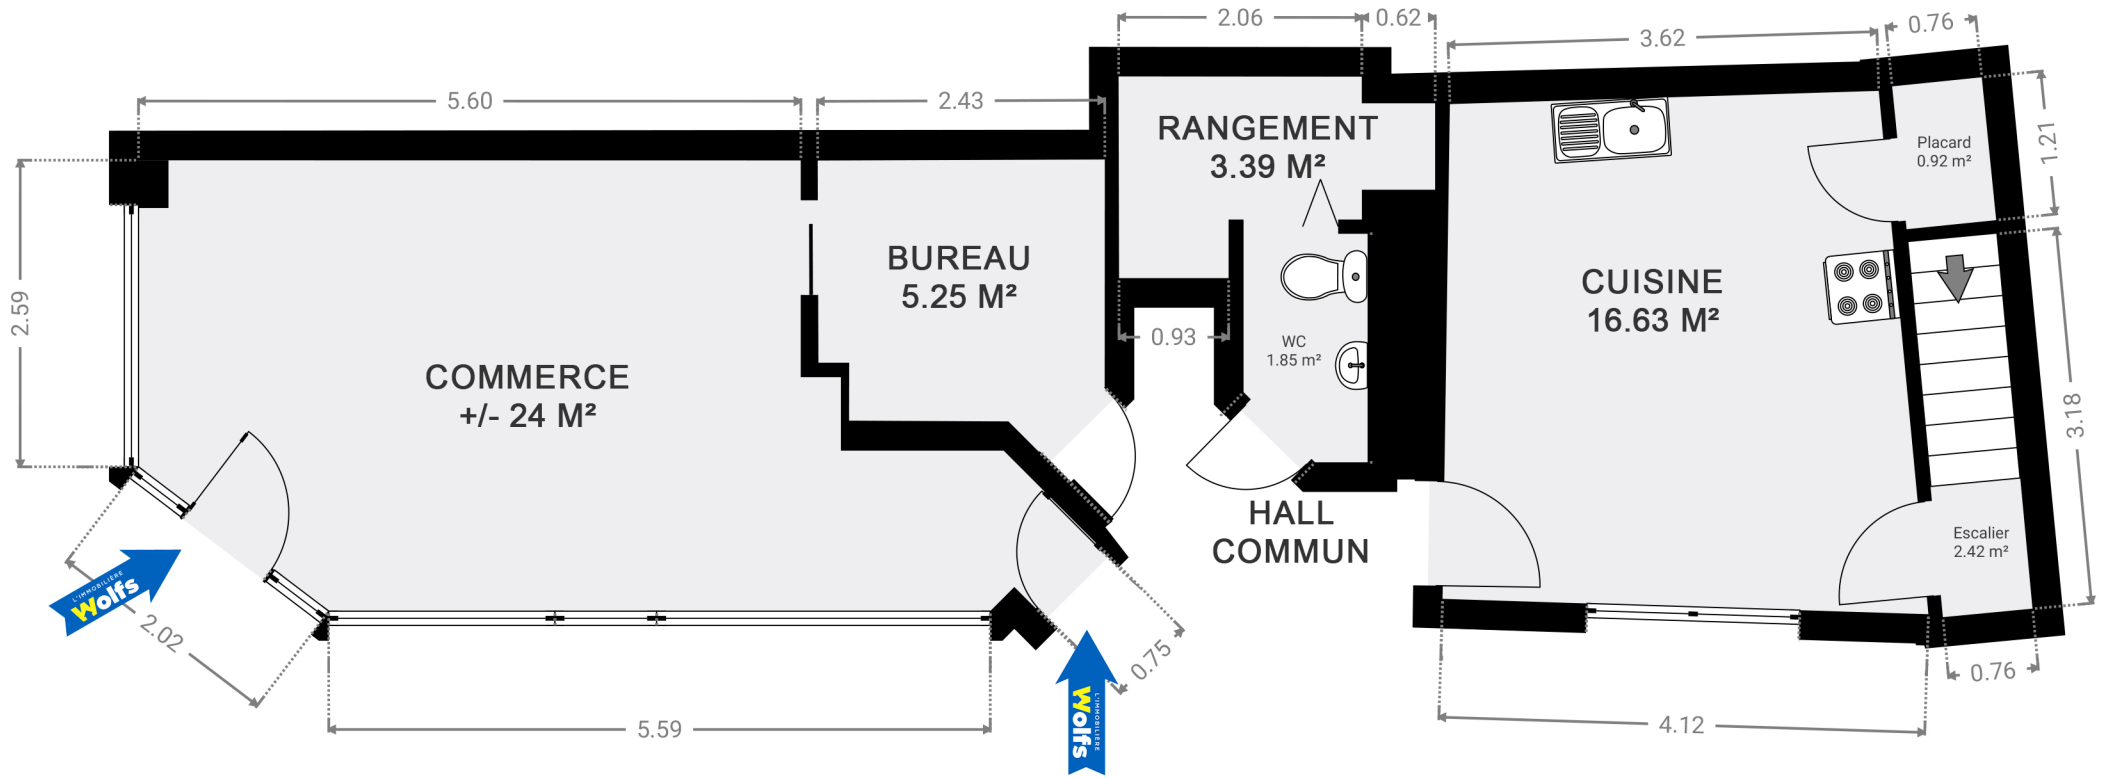 2.06
0.62
3.62
0.76
5.60
2.43
RANGEMENT
3.39 M²
Placard
0.92 m²
1.21
BUREAU
5.25 M²
CUISINE
16.63 M²
2.59
0.93
WC
1.85 m²
COMMERCE
+/- 24 M²
3.18
HALL
COMMUN
Escalier
2.42 m²
L'IMMOBILIÈRE
Wolfs
2.02
0.75
0.76
L'IMMOBILIÈRE
Wolfs
5.59
4.12